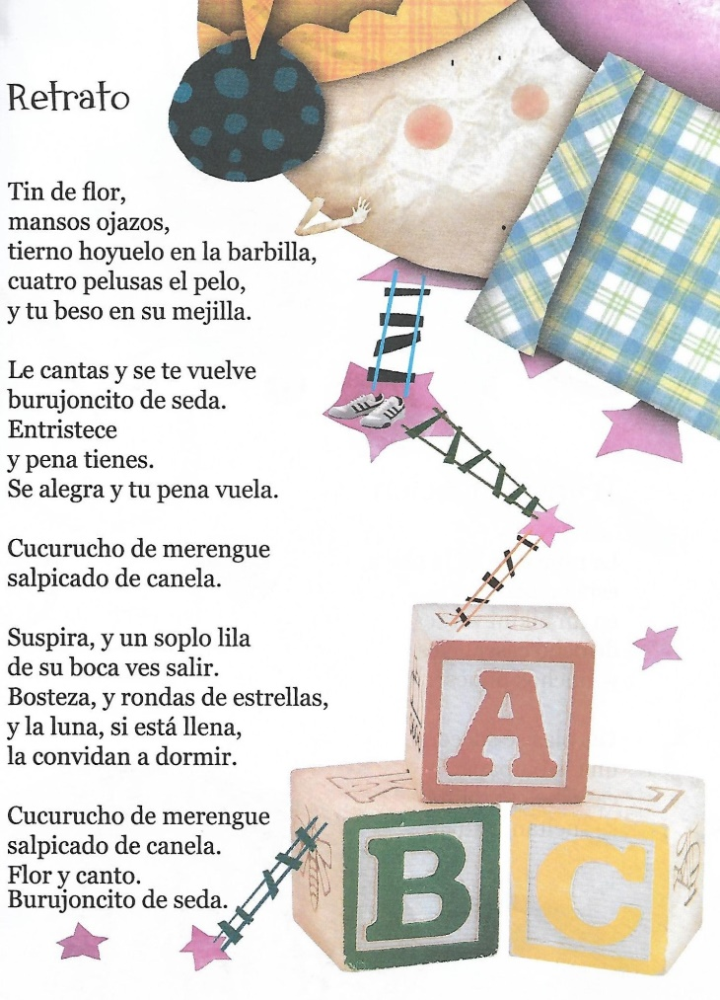 Retrato
Tin de flor,
mansos ojazos,
tierno hoyuelo en la barbilla,
cuatro pelusas el pelo,
y tu beso en su mejilla.
Le cantas y se te vuelve
burujoncito de seda.
Entristece
y pena tienes.
Se alegra y tu pena vuela.
Cucurucho de merengue
salpicado de canela.
Suspira, y un soplo lila
de su boca ves salir.
Bosteza, y rondas de estrellas,
y la luna, si está llena,
la convidan a dormir.
Cucurucho de merengue
salpicado de canela.
Flor y canto.
Burujoncito de seda.
J
A
K
B
L
C